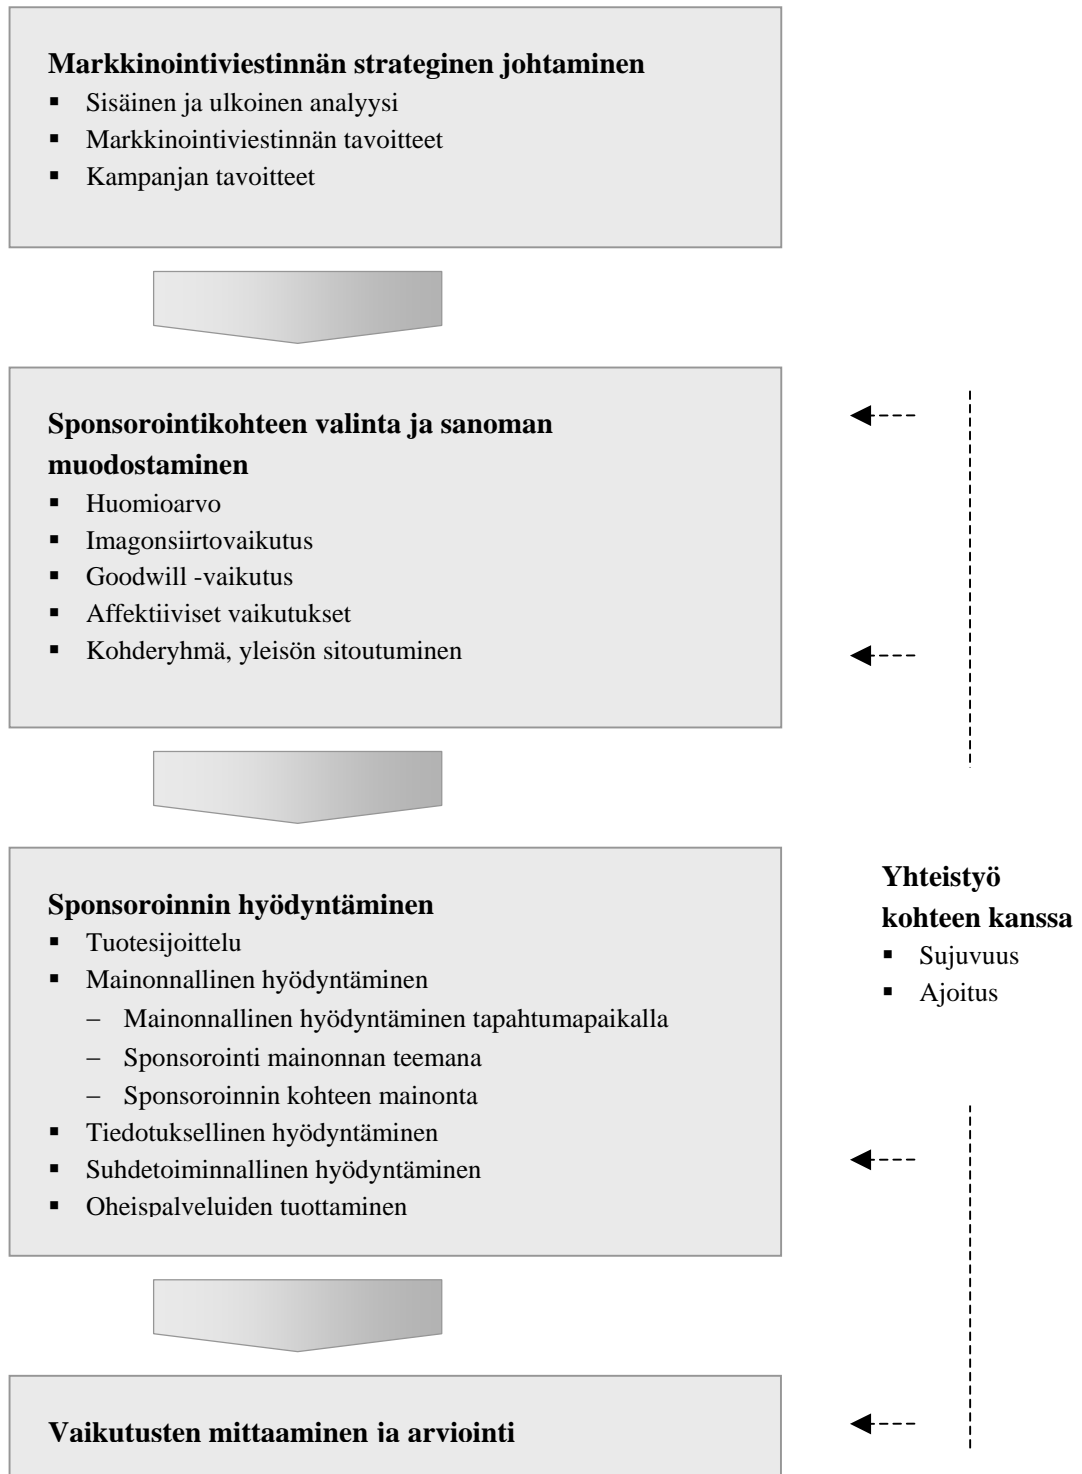 Markkinointiviestinnän strateginen johtaminen
▪ Sisäinen ja ulkoinen analyysi
▪ Markkinointiviestinnän tavoitteet
▪ Kampanjan tavoitteet
Sponsorointikohteen valinta ja sanoman
muodostaminen
▪ Huomioarvo
▪ Imagonsiirtovaikutus
▪ Goodwill -vaikutus
▪ Affektiiviset vaikutukset
▪ Kohderyhmä, yleisön sitoutuminen
Sponsoroinnin hyödyntäminen
▪ Tuotesijoittelu
▪ Mainonnallinen hyödyntäminen
– Mainonnallinen hyödyntäminen tapahtumapaikalla
– Sponsorointi mainonnan teemana
– Sponsoroinnin kohteen mainonta
▪ Tiedotuksellinen hyödyntäminen
▪ Suhdetoiminnallinen hyödyntäminen
▪ Oheispalveluiden tuottaminen
Yhteistyö
kohteen kanssa
▪ Sujuvuus
▪ Ajoitus
Vaikutusten mittaaminen ja arviointi